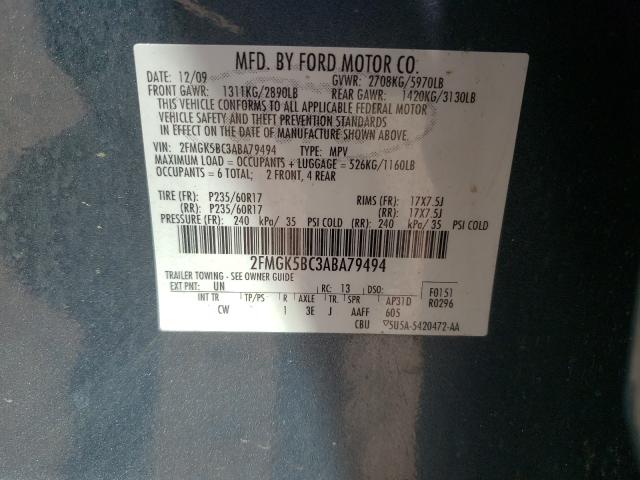 MFD. BY FORD MOTOR CO.
DATE: 12/09 GVWR: 2708KG/5970LB
FRONT GAWR: 1311KG/2890LB REAR GAWR: 1420KG/3130LB
THIS VEHICLE CONFORMS TO ALL APPLICABLE FEDERAL MOTOR
VEHICLE SAFETY AND THEFT PREVENTION STANDARDS
IN EFFECT ON THE DATE OF MANUFACTURE SHOWN ABOVE.
VIN: 2FMGK5BC3ABA79494 TYPE: MPV
MAXIMUM LOAD = OCCUPANTS + LUGGAGE = 526KG/1160LB
OCCUPANTS = 6 TOTAL; 2 FRONT, 4 REAR
TIRE (FR): P235/60R17 RIMS (FR): 17X7.5J
(RR): P235/60R17 (RR): 17X7.5J
PRESSURE (FR): 240 kPa/ 35 PSI COLD (RR): 240 kPa/ 35 PSI COLD
2FMGK5BC3ABA79494
TRAILER TOWING - SEE OWNER GUIDE
EXT PNT: UN RC: 13 DSO: F0151
INT TR TP/PS R AXLE TR SPR AP31D R0296
CW 1 3E J AAFF 605
CBU 5U5A-5420472-AA